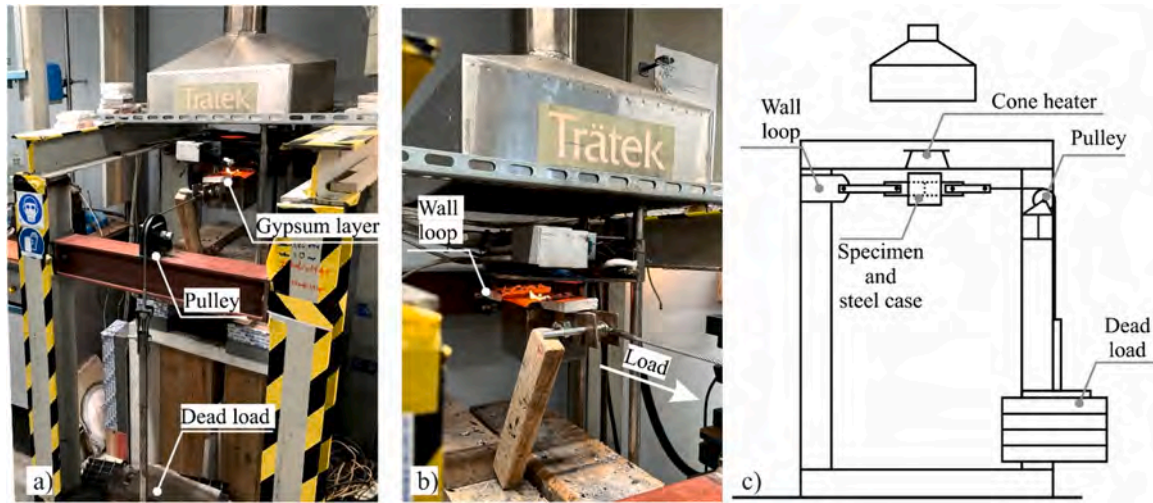 Trätek
Gypsum layer
Pulley
Dead load
a)
Trätek
Wall
loop
Load
b)
Wall
loop
Cone heater
Pulley
Specimen
and
steel case
Dead
load
c)